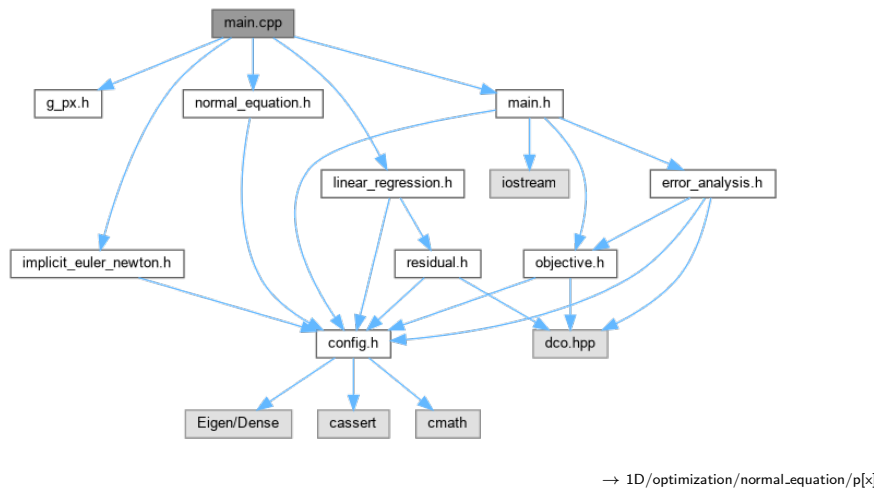 main.cpp
g_px.h
normal_equation.h
main.h
linear_regression.h
iostream
error_analysis.h
implicit_euler_newton.h
residual.h
objective.h
config.h
dco.hpp
Eigen/Dense
cassert
cmath
→ 1D/optimization/normal_equation/p[x]